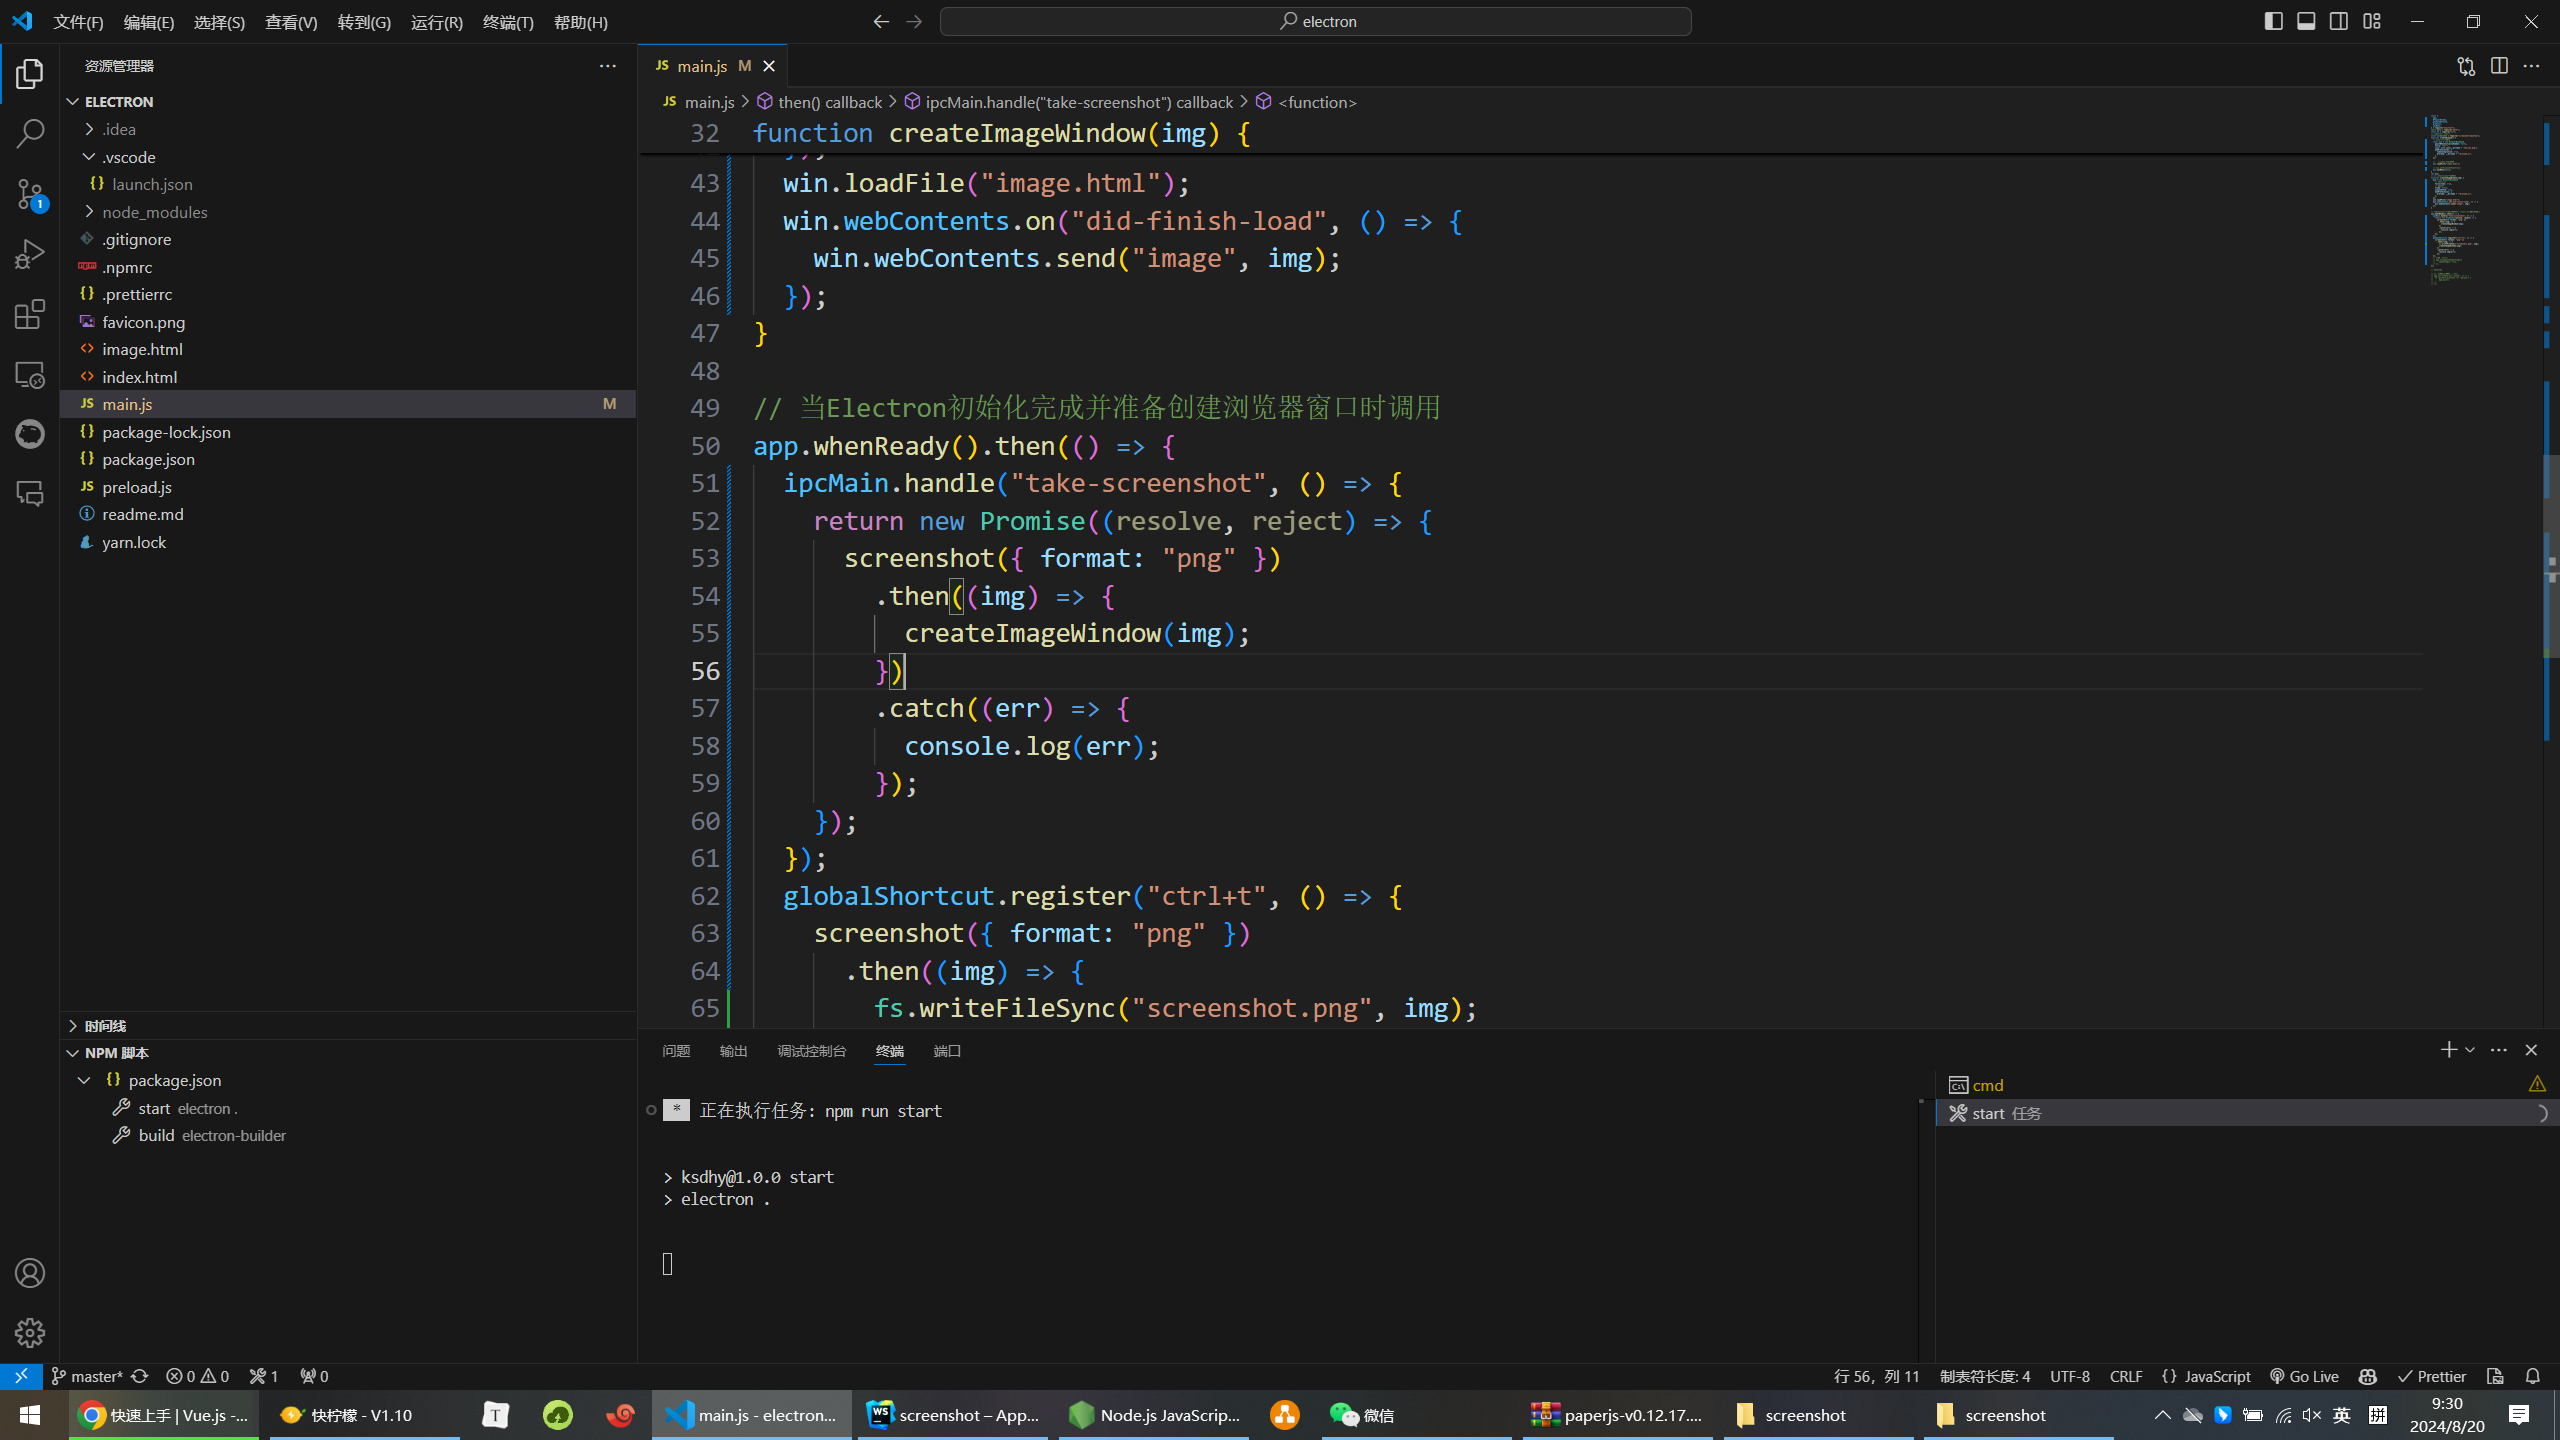 文件(F) 编辑(E) 选择(S) 查看(V) 转到(G) 运行(R) 终端(T) 帮助(H)
electron
资源管理器
ELECTRON
.idea
.vscode
launch.json
node_modules
.gitignore
.npmrc
.prettierrc
favicon.png
image.html
index.html
main.js M
package-lock.json
package.json
preload.js
readme.md
yarn.lock
时间线
NPM 脚本
package.json
start electron .
build electron-builder
JS main.js M
JS main.js > then() callback > ipcMain.handle("take-screenshot") callback > <function>
32 function createImageWindow(img) {
43 win.loadFile("image.html");
44 win.webContents.on("did-finish-load", () => {
45 win.webContents.send("image", img);
46 });
47 }
48
49 // 当Electron初始化完成并准备创建浏览器窗口时调用
50 app.whenReady().then(() => {
51 ipcMain.handle("take-screenshot", () => {
52 return new Promise((resolve, reject) => {
53 screenshot({ format: "png" })
54 .then((img) => {
55 createImageWindow(img);
56 })
57 .catch((err) => {
58 console.log(err);
59 });
60 });
61 });
62 globalShortcut.register("ctrl+t", () => {
63 screenshot({ format: "png" })
64 .then((img) => {
65 fs.writeFileSync("screenshot.png", img);
问题 输出 调试控制台 终端 端口
* 正在执行任务: npm run start
> ksdhy@1.0.0 start
> electron .
cmd
start 任务
master* 0 0 1 0
行 56，列 11 制表符长度: 4 UTF-8 CRLF {} JavaScript Go Live Prettier
快速上手 | Vue.js -... 快柠檬 - V1.10 T main.js - electron... WS screenshot – App... Node.js JavaScrip... 微信 paperjs-v0.12.17.... screenshot screenshot
英 拼 9:30
2024/8/20